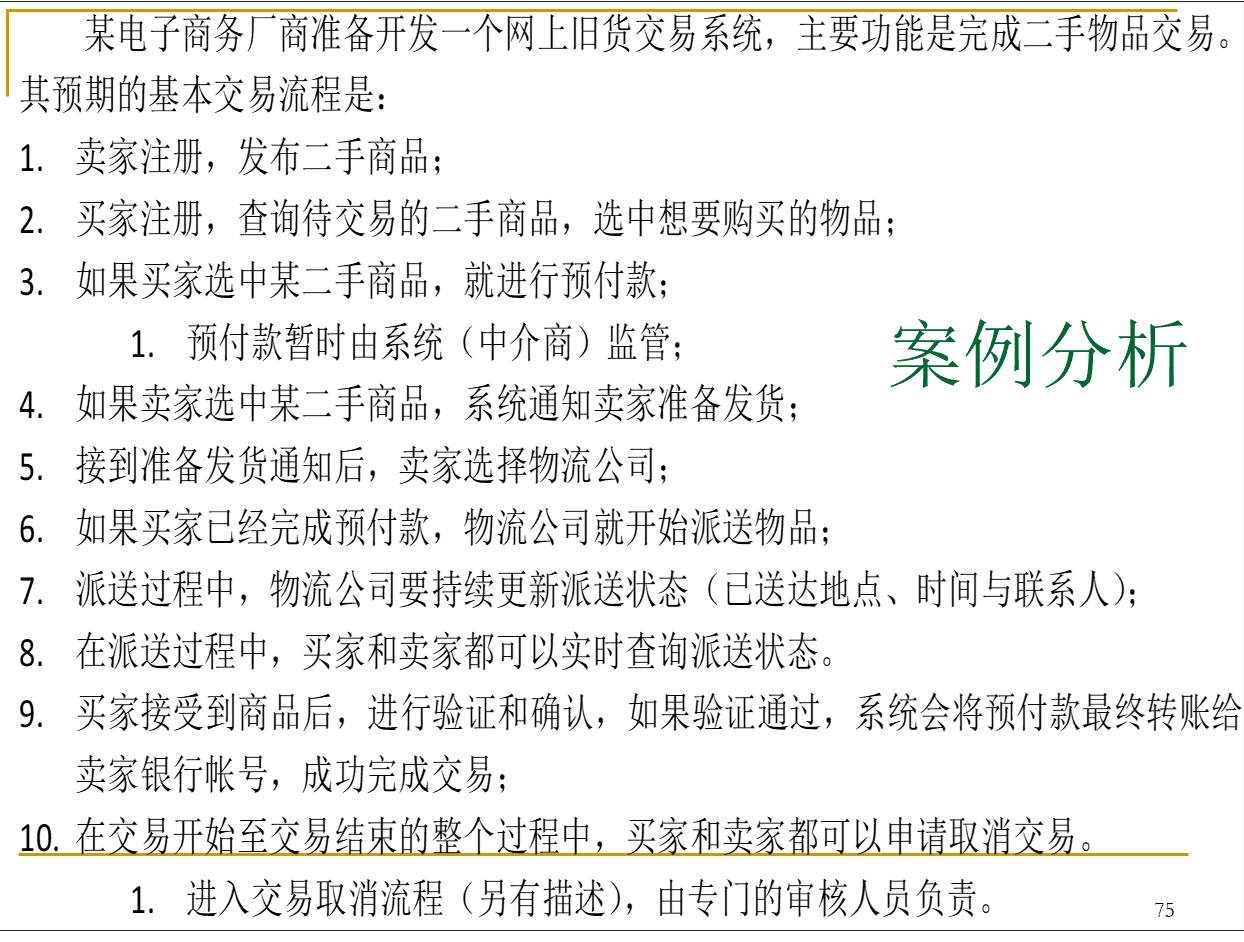 某电子商务厂商准备开发一个网上旧货交易系统，主要功能是完成二手物品交易。
其预期的基本交易流程是：
1. 卖家注册，发布二手商品；
2. 买家注册，查询待交易的二手商品，选中想要购买的物品；
3. 如果买家选中某二手商品，就进行预付款；
1. 预付款暂时由系统（中介商）监管；
案例分析
4. 如果卖家选中某二手商品，系统通知卖家准备发货；
5. 接到准备发货通知后，卖家选择物流公司；
6. 如果买家已经完成预付款，物流公司就开始派送物品；
7. 派送过程中，物流公司要持续更新派送状态（已送达地点、时间与联系人）；
8. 在派送过程中，买家和卖家都可以实时查询派送状态。
9. 买家接受到商品后，进行验证和确认，如果验证通过，系统会将预付款最终转账给
卖家银行帐号，成功完成交易；
10. 在交易开始至交易结束的整个过程中，买家和卖家都可以申请取消交易。
1. 进入交易取消流程（另有描述），由专门的审核人员负责。
75